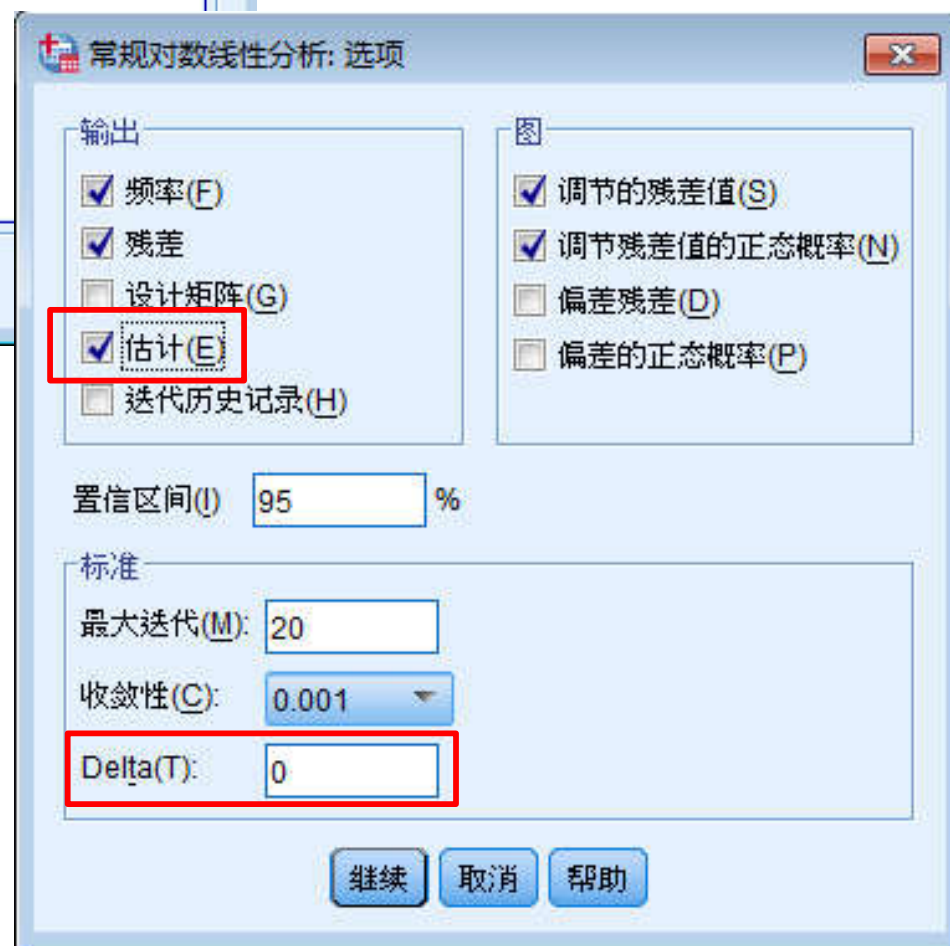 常规对数线性分析: 选项
输出
频率(F)
残差
设计矩阵(G)
估计(E)
迭代历史记录(H)
图
调节的残差值(S)
调节残差值的正态概率(N)
偏差残差(D)
偏差的正态概率(P)
置信区间(I) 95 %
标准
最大迭代(M): 20
收敛性(C): 0.001
Delta(T): 0
继续 取消 帮助